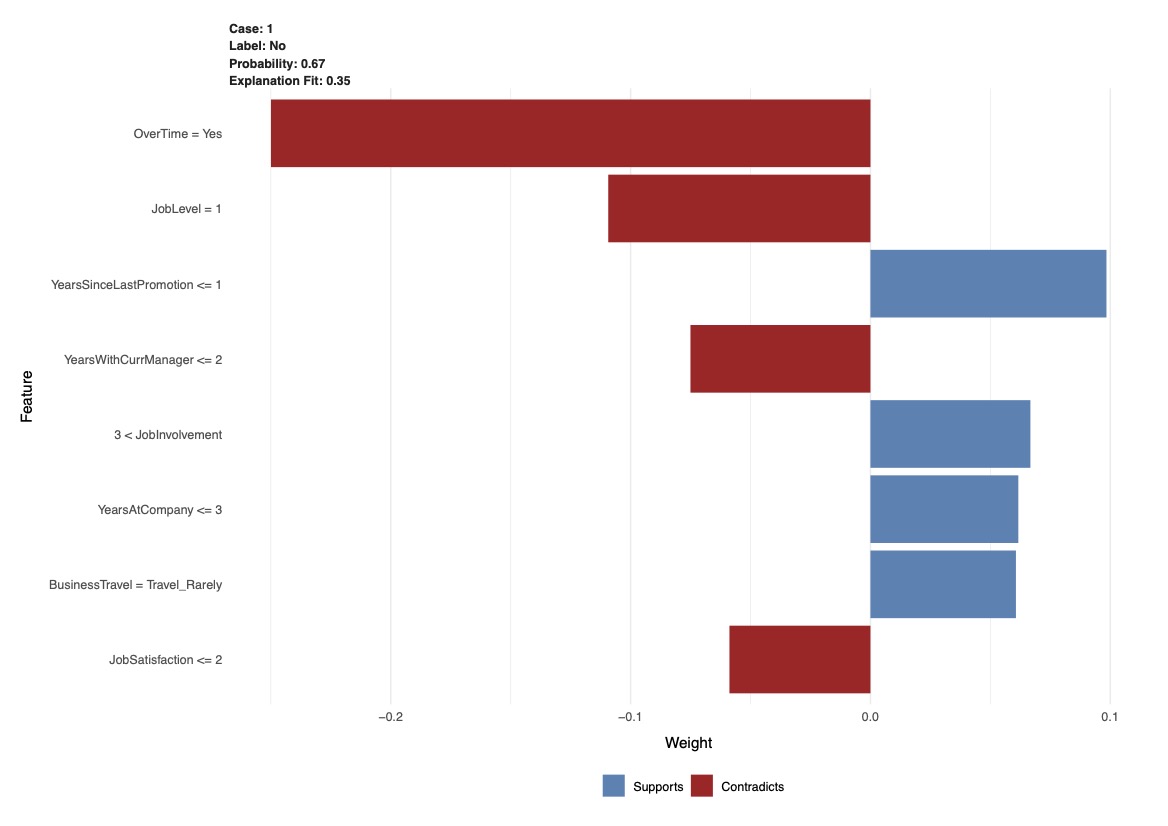 Case: 1
Label: No
Probability: 0.67
Explanation Fit: 0.35
OverTime = Yes
JobLevel = 1
YearsSinceLastPromotion <= 1
YearsWithCurrManager <= 2
3 < JobInvolvement
YearsAtCompany <= 3
BusinessTravel = Travel_Rarely
JobSatisfaction <= 2
Feature
−0.2 −0.1 0.0 0.1
Weight
Supports Contradicts